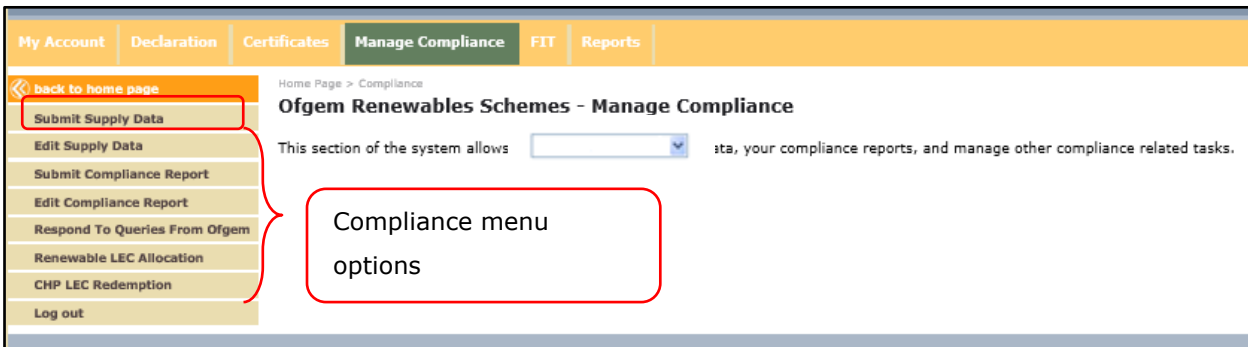 My Account Declaration Certificates Manage Compliance FIT Reports
back to home page
Submit Supply Data
Edit Supply Data
Submit Compliance Report
Edit Compliance Report
Respond To Queries From Ofgem
Renewable LEC Allocation
CHP LEC Redemption
Log out
Home Page > Compliance
Ofgem Renewables Schemes - Manage Compliance
This section of the system allows ata, your compliance reports, and manage other compliance related tasks.
Compliance menu
options